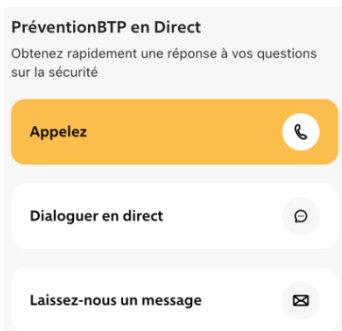 PréventionBTP en Direct
Obtenez rapidement une réponse à vos questions
sur la sécurité
Appelez
Dialoguer en direct
Laissez-nous un message